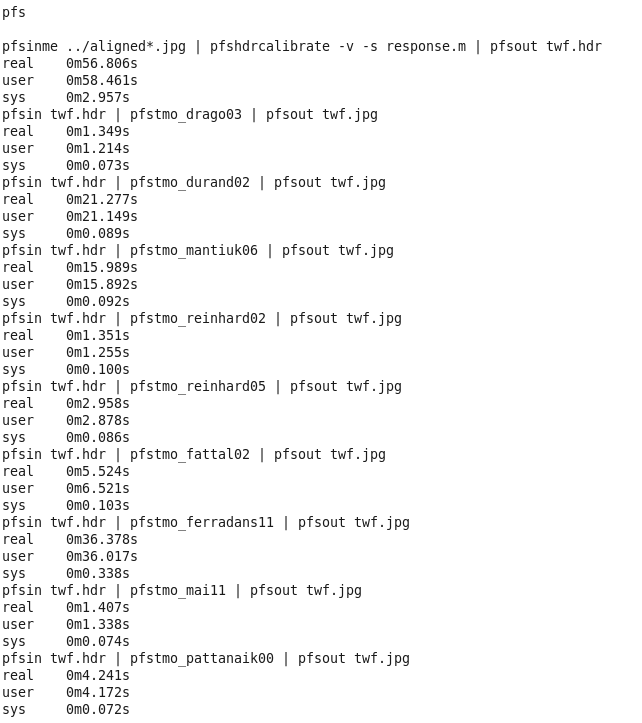 pfs

pfsinme ../aligned*.jpg | pfshdrcalibrate -v -s response.m | pfsout twf.hdr
real    0m56.806s
user    0m58.461s
sys     0m2.957s
pfsin twf.hdr | pfstmo_drago03 | pfsout twf.jpg
real    0m1.349s
user    0m1.214s
sys     0m0.073s
pfsin twf.hdr | pfstmo_durand02 | pfsout twf.jpg
real    0m21.277s
user    0m21.149s
sys     0m0.089s
pfsin twf.hdr | pfstmo_mantiuk06 | pfsout twf.jpg
real    0m15.989s
user    0m15.892s
sys     0m0.092s
pfsin twf.hdr | pfstmo_reinhard02 | pfsout twf.jpg
real    0m1.351s
user    0m1.255s
sys     0m0.100s
pfsin twf.hdr | pfstmo_reinhard05 | pfsout twf.jpg
real    0m2.958s
user    0m2.878s
sys     0m0.086s
pfsin twf.hdr | pfstmo_fattal02 | pfsout twf.jpg
real    0m5.524s
user    0m6.521s
sys     0m0.103s
pfsin twf.hdr | pfstmo_ferradans11 | pfsout twf.jpg
real    0m36.378s
user    0m36.017s
sys     0m0.338s
pfsin twf.hdr | pfstmo_mai11 | pfsout twf.jpg
real    0m1.407s
user    0m1.338s
sys     0m0.074s
pfsin twf.hdr | pfstmo_pattanaik00 | pfsout twf.jpg
real    0m4.241s
user    0m4.172s
sys     0m0.072s